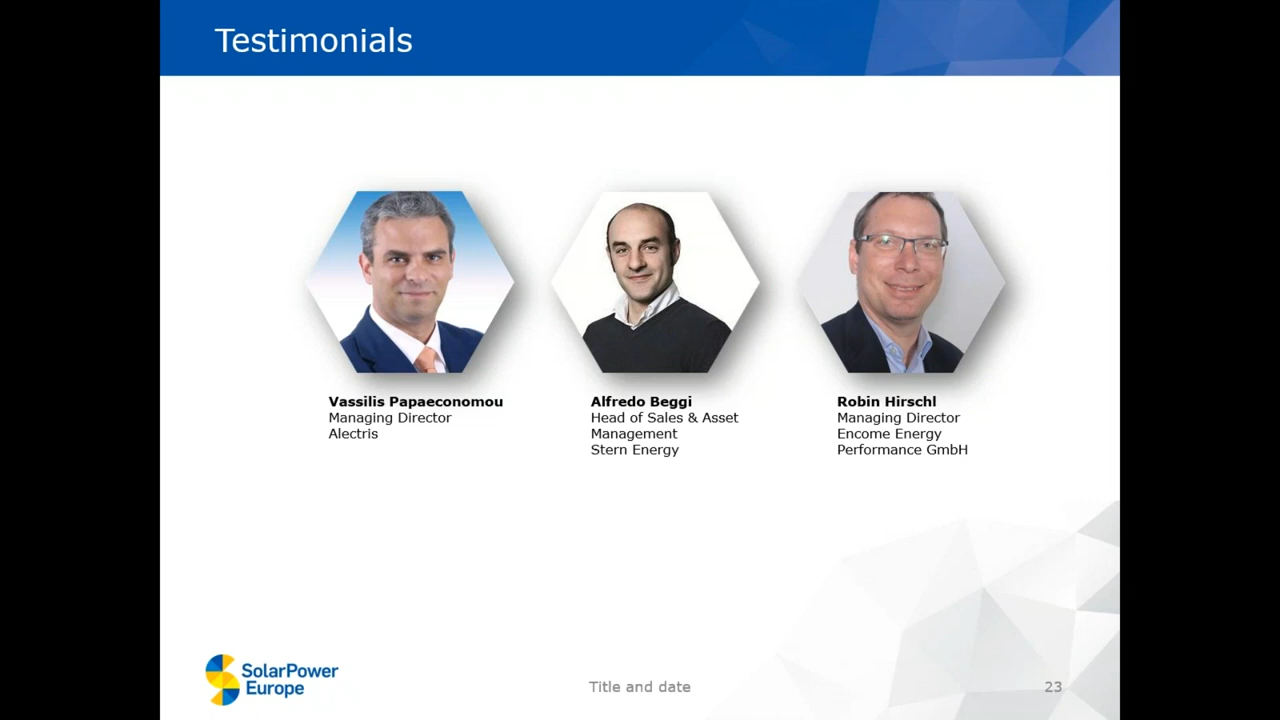 Testimonials
Vassilis Papaeconomou
Managing Director
Alectris
Alfredo Beggi
Head of Sales & Asset
Management
Stern Energy
Robin Hirschl
Managing Director
Encome Energy
Performance GmbH
SolarPower
Europe
Title and date
23